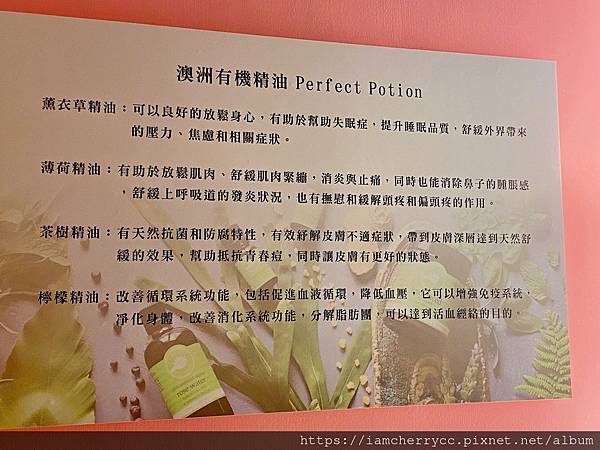 澳洲有機精油 Perfect Potion
薰衣草精油：可以良好的放鬆身心，有助於幫助失眠症，提升睡眠品質，舒緩外界帶來
的壓力、焦慮和相關症狀。
薄荷精油：有助於放鬆肌肉、舒緩肌肉緊繃，消炎與止痛，同時也能消除鼻子的腫脹感
，舒緩上呼吸道的發炎狀況，也有撫慰和緩解頭疼和偏頭疼的作用。
茶樹精油：有天然抗菌和防腐特性，有效紓解皮膚不適症狀，帶到皮膚深層達到天然舒
緩的效果，幫助抵抗青春痘，同時讓皮膚有更好的狀態。
檸檬精油：改善循環系統功能，包括促進血液循環，降低血壓，它可以增強免疫系統，
凈化身體，改善消化系統功能，分解脂肪團，可以達到活血經絡的目的。
rose water
https://iamcherrycc.pixnet.net/album